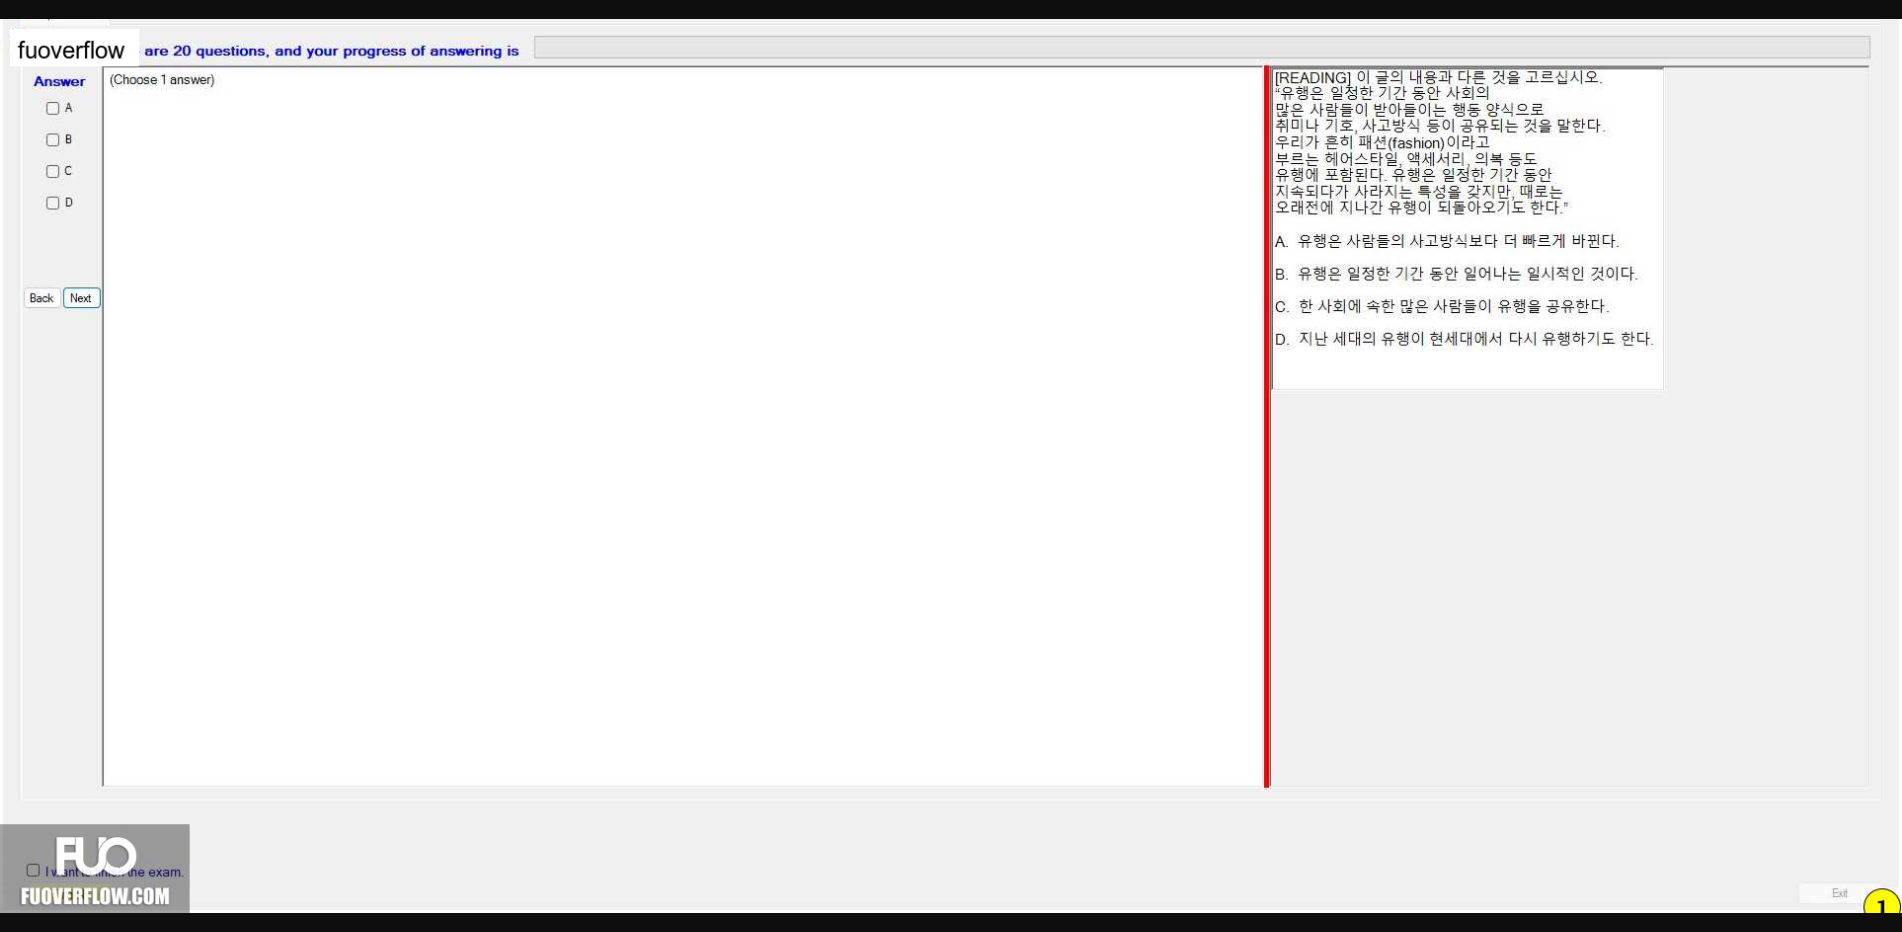 fuoverflow are 20 questions, and your progress of answering is
Answer
(Choose 1 answer)
A
B
C
D
Back Next
[READING] 이 글의 내용과 다른 것을 고르십시오.
“유행은 일정한 기간 동안 사회의
많은 사람들이 받아들이는 행동 양식으로
취미나 기호, 사고방식 등이 공유되는 것을 말한다.
우리가 흔히 패션(fashion)이라고
부르는 헤어스타일, 액세서리, 의복 등도
유행에 포함된다. 유행은 일정한 기간 동안
지속되다가 사라지는 특성을 갖지만, 때로는
오래전에 지나간 유행이 되돌아오기도 한다.”
A. 유행은 사람들의 사고방식보다 더 빠르게 바뀐다.
B. 유행은 일정한 기간 동안 일어나는 일시적인 것이다.
C. 한 사회에 속한 많은 사람들이 유행을 공유한다.
D. 지난 세대의 유행이 현세대에서 다시 유행하기도 한다.
FUO
I want to finish the exam.
FUOVERFLOW.COM
Exit
1